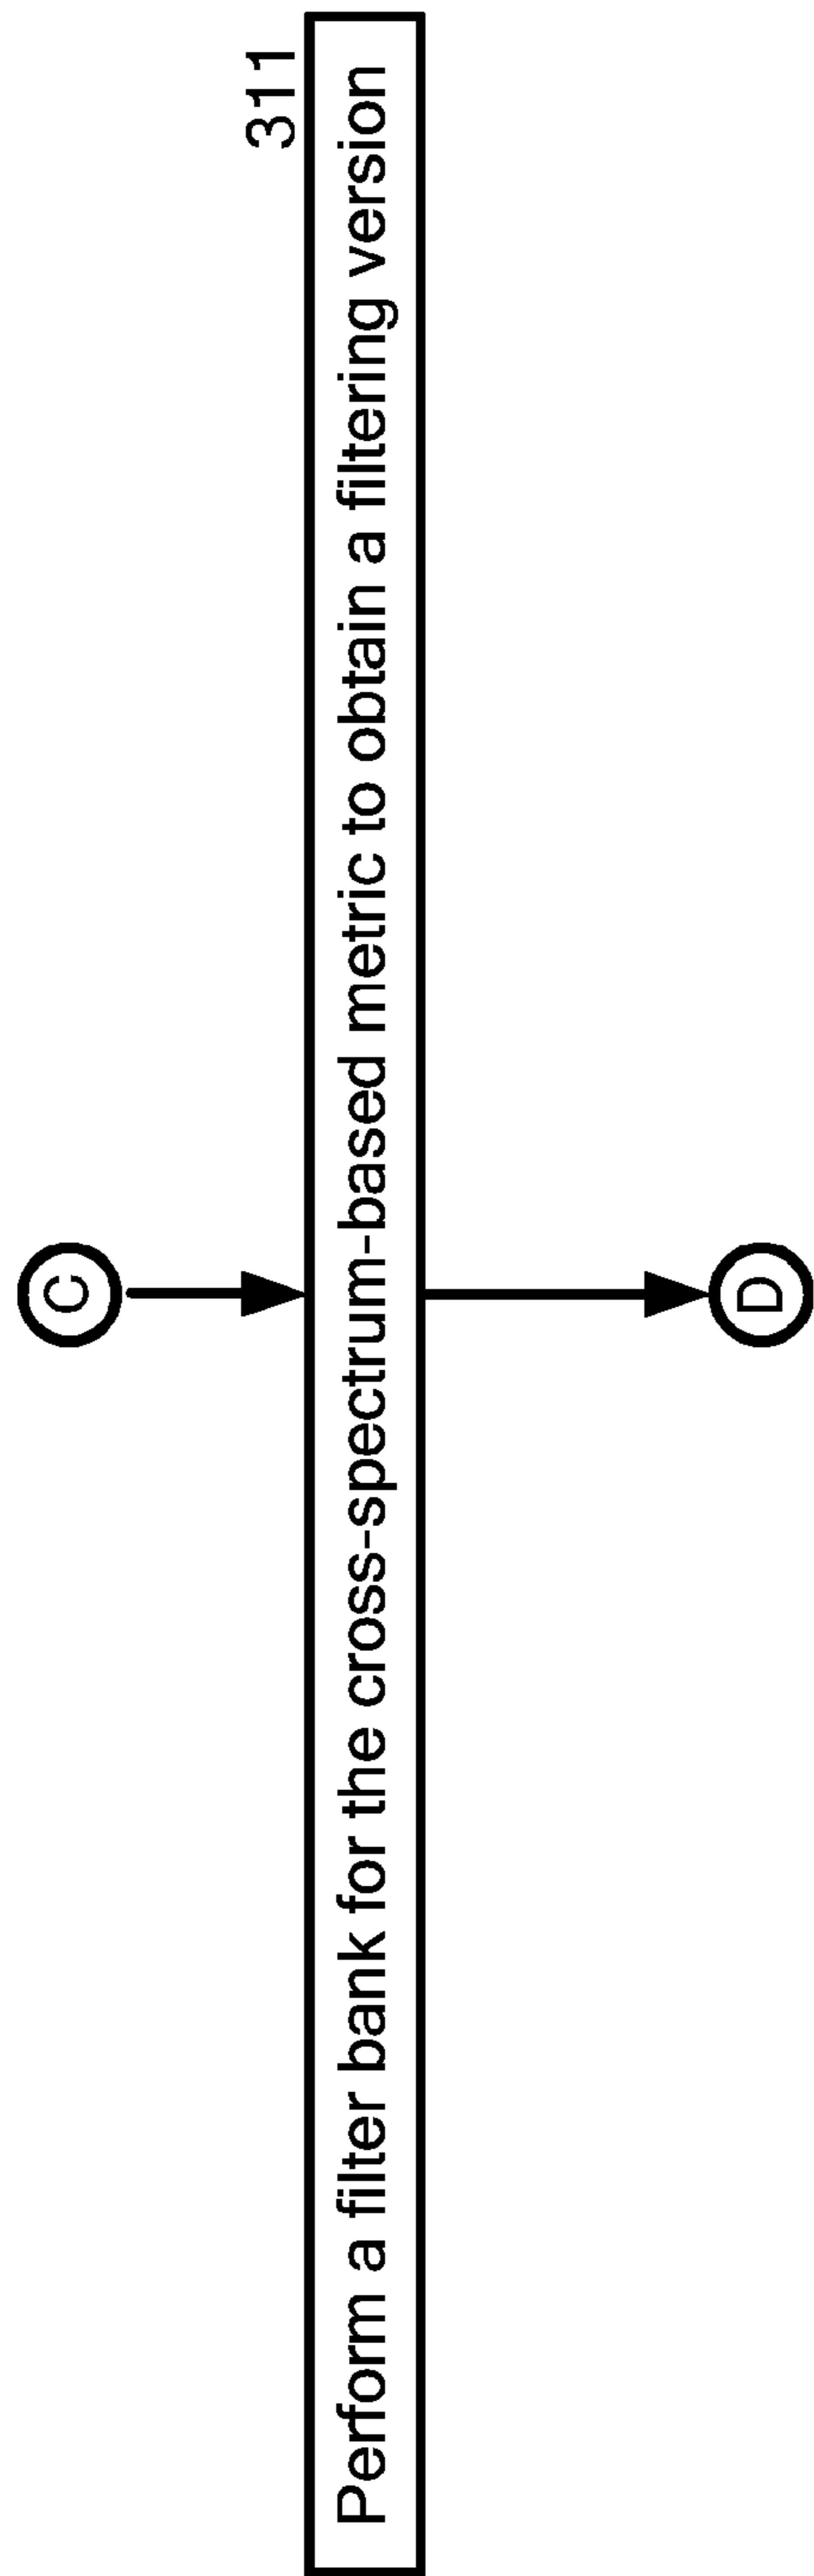 311
Perform a filter bank for the cross-spectrum-based metric to obtain a filtering version
C
D